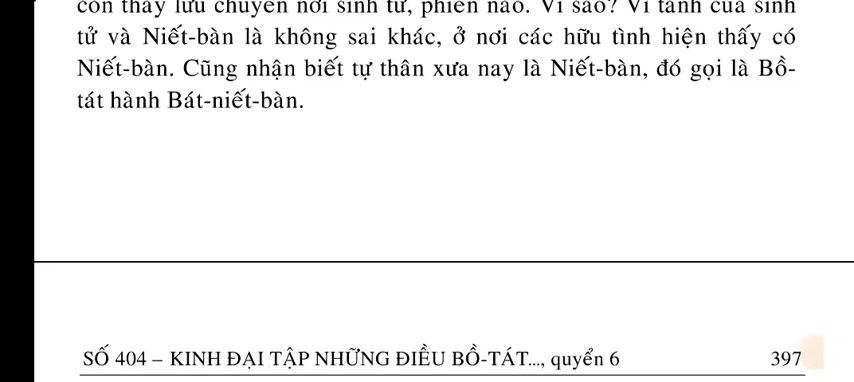 còn thấy lưu chuyển nơi sinh tử, phiền não. Vì sao? Vì tánh của sinh
tử và Niết-bàn là không sai khác, ở nơi các hữu tình hiện thấy có
Niết-bàn. Cũng nhận biết tự thân xưa nay là Niết-bàn, đó gọi là Bồ-
tát hành Bát-niết-bàn.
SỐ 404 – KINH ĐẠI TẬP NHỮNG ĐIỀU BỒ-TÁT..., quyển 6 397